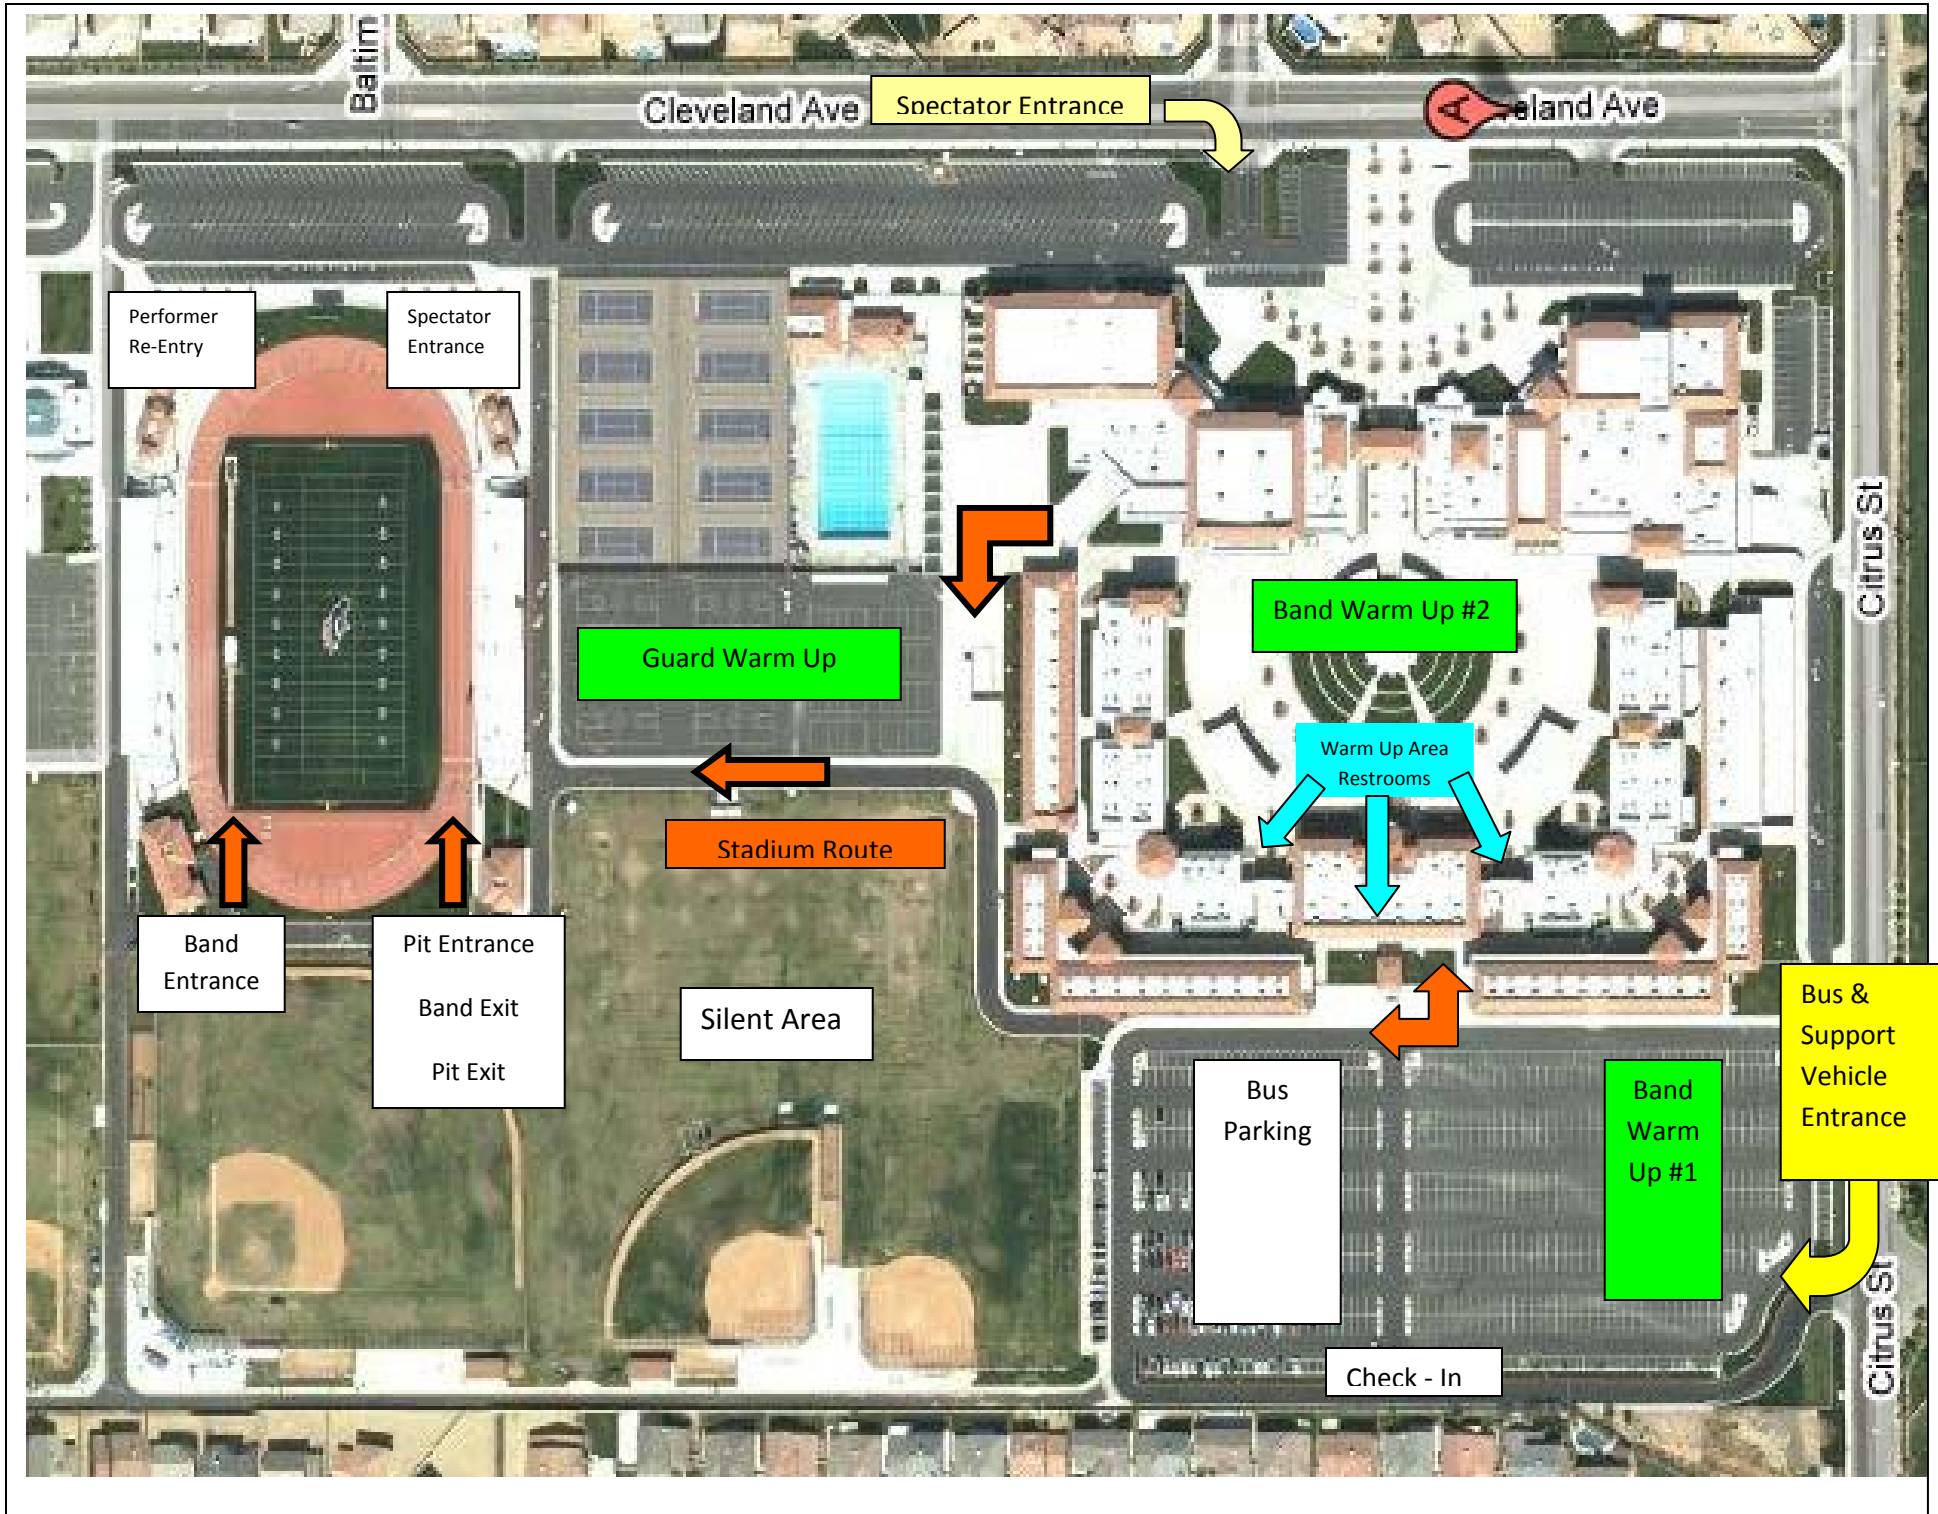 Baltim
Cleveland Ave
Spectator Entrance
A
eland Ave
Performer
Re-Entry
Spectator
Entrance
Citrus St
Band Warm Up #2
Guard Warm Up
Warm Up Area
Restrooms
Stadium Route
Band
Entrance
Pit Entrance
Band Exit
Pit Exit
Silent Area
Bus &
Support
Vehicle
Entrance
Bus
Parking
Band
Warm
Up #1
Citrus St
Check - In